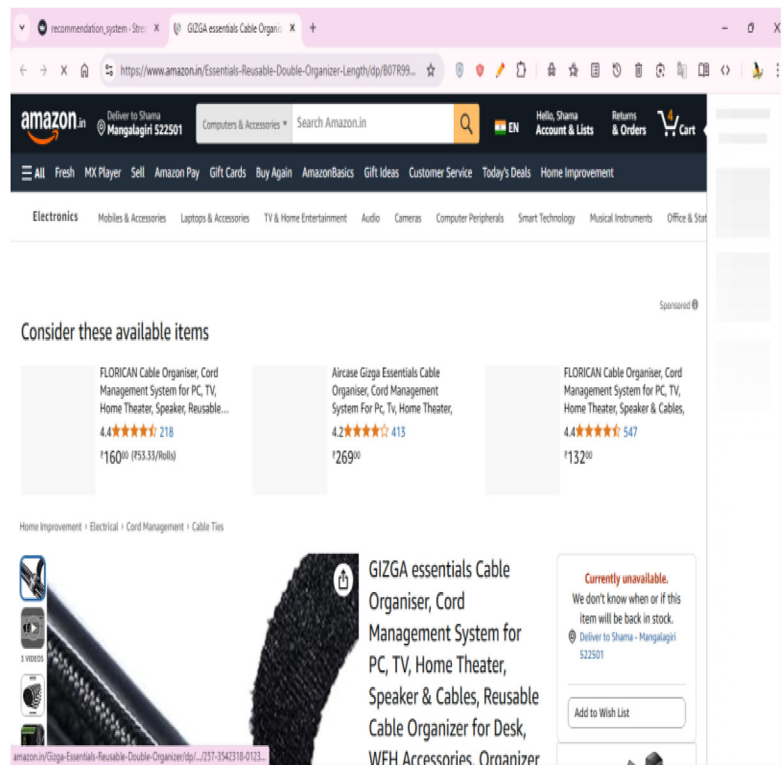 recommendation_system · Stre
GIZGA essentials Cable Organis
https://www.amazon.in/Essentials-Reusable-Double-Organizer-Length/dp/B07R99...
amazon.in
Deliver to Shama
Mangalagiri 522501
Computers & Accessories
Search Amazon.in
EN
Hello, Shama
Account & Lists
Returns
& Orders
4
Cart
All Fresh MX Player Sell Amazon Pay Gift Cards Buy Again AmazonBasics Gift Ideas Customer Service Today's Deals Home Improvement
Electronics Mobiles & Accessories Laptops & Accessories TV & Home Entertainment Audio Cameras Computer Peripherals Smart Technology Musical Instruments Office & Stat
Sponsored
Consider these available items
FLORICAN Cable Organiser, Cord
Management System for PC, TV,
Home Theater, Speaker, Reusable...
4.4 218
₹160⁰⁰ (₹53.33/Rolls)
Aircase Gizga Essentials Cable
Organiser, Cord Management
System For Pc, Tv, Home Theater,
4.2 413
₹269⁰⁰
FLORICAN Cable Organiser, Cord
Management System for PC, TV,
Home Theater, Speaker & Cables,
4.4 547
₹132⁰⁰
Home Improvement › Electrical › Cord Management › Cable Ties
3 VIDEOS
GIZGA essentials Cable
Organiser, Cord
Management System for
PC, TV, Home Theater,
Speaker & Cables, Reusable
Cable Organizer for Desk,
WFH Accessories, Organizer
Currently unavailable.
We don't know when or if this
item will be back in stock.
Deliver to Shama - Mangalagiri
522501
Add to Wish List
amazon.in/Gizga-Essentials-Reusable-Double-Organizer/dp/.../257-3542318-0123...